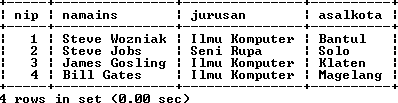 nip | namains | jurusan | asalkota
1 | Steve Wozniak | Ilmu Komputer | Bantul
2 | Steve Jobs | Seni Rupa | Solo
3 | James Gosling | Ilmu Komputer | Klaten
4 | Bill Gates | Ilmu Komputer | Magelang
4 rows in set (0.00 sec)